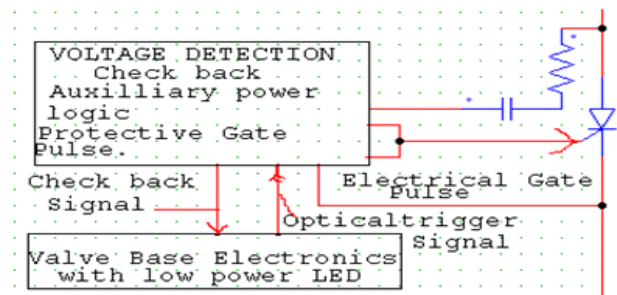 VOLTAGE DETECTION
Check back
Auxilliary power
logic
Protective Gate
Pulse.
Check back
Signal
Electrical Gate
Pulse
Opticaltrigger
Signal
Valve Base Electronics
with low power LED